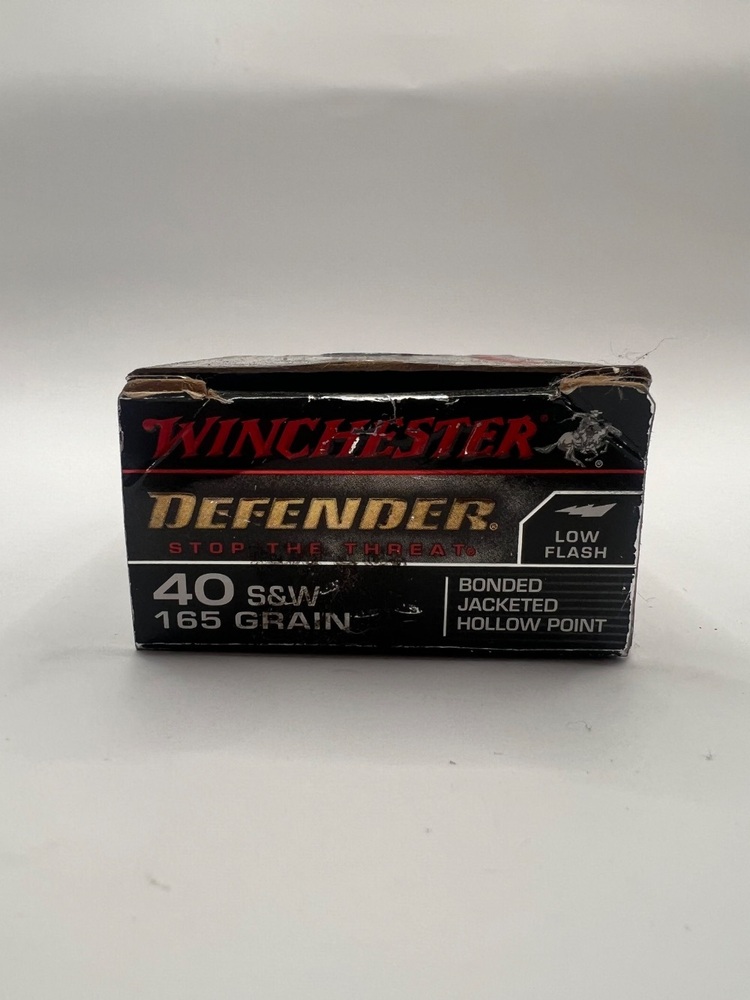 WINCHESTER®
DEFENDER®
STOP THE THREAT®
LOW
FLASH
40 S&W
165 GRAIN
BONDED
JACKETED
HOLLOW POINT